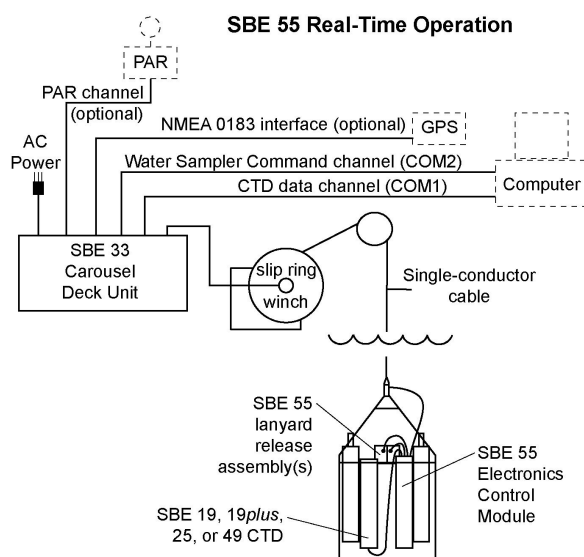 SBE 55 Real-Time Operation
PAR
PAR channel
(optional)
NMEA 0183 interface (optional)
GPS
AC
Power
Water Sampler Command channel (COM2)
CTD data channel (COM1)
Computer
SBE 33
Carousel
Deck Unit
slip ring
winch
Single-conductor
cable
SBE 55
lanyard
release
assembly(s)
SBE 55
Electronics
Control
Module
SBE 19, 19plus,
25, or 49 CTD